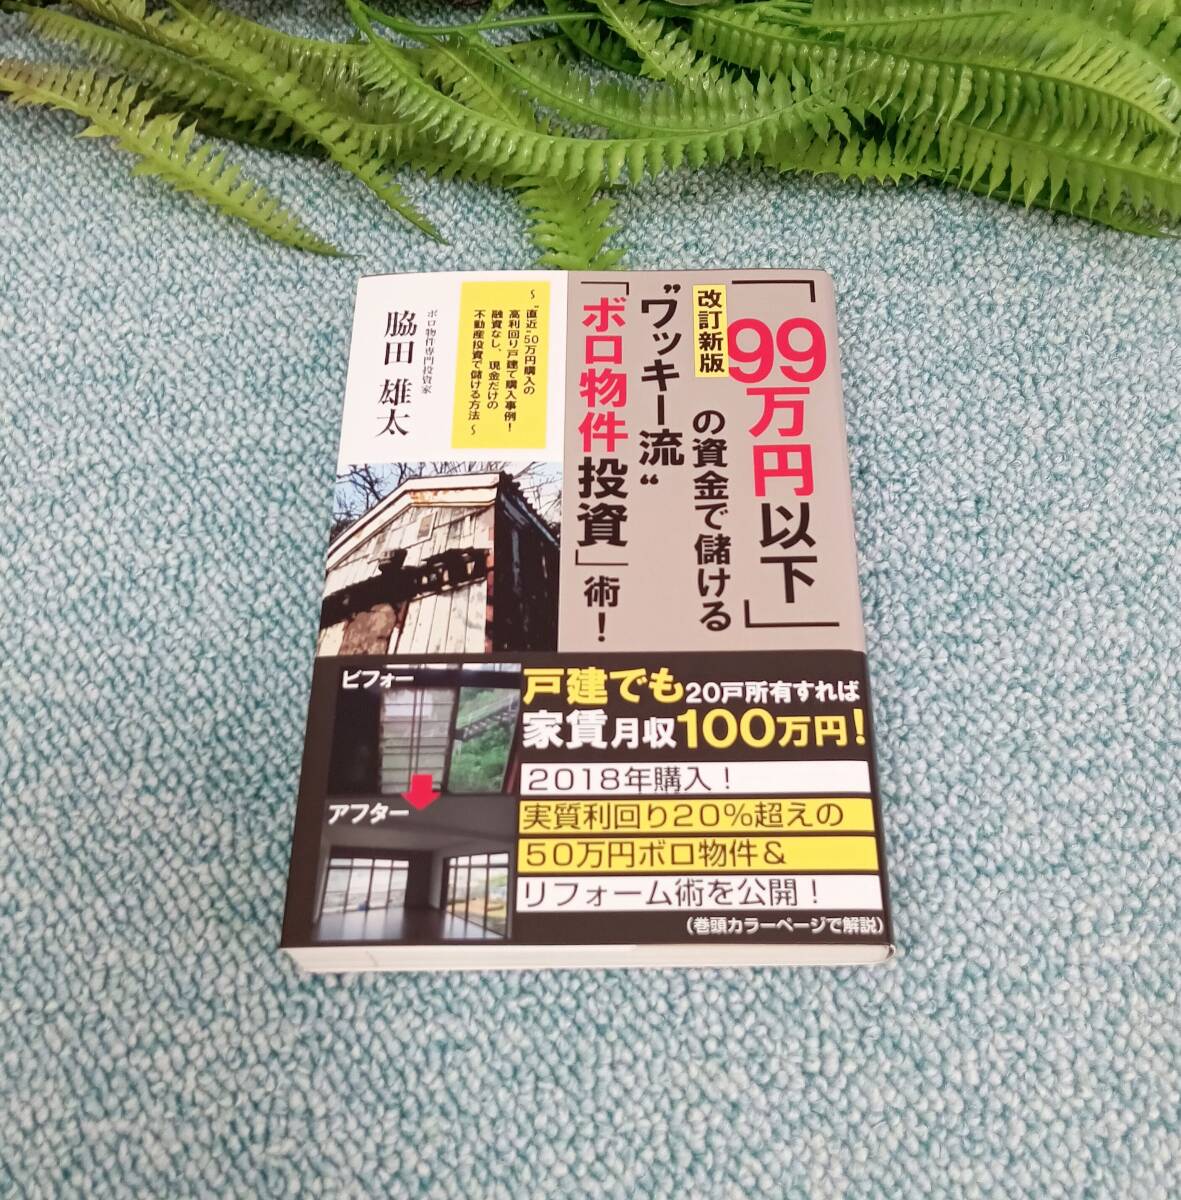 改訂新版
「99万円以下」
の資金で儲ける
"ワッキー流"
「ボロ物件投資」術！
～"直近"50万円購入の
高利回り戸建て購入事例！
融資なし、現金だけの
不動産投資で儲ける方法～
ボロ物件専門投資家
脇田 雄太
ビフォー
アフター
戸建でも20戸所有すれば
家賃月収100万円！
2018年購入！
実質利回り20％超えの
50万円ボロ物件＆
リフォーム術を公開！
（巻頭カラーページで解説）